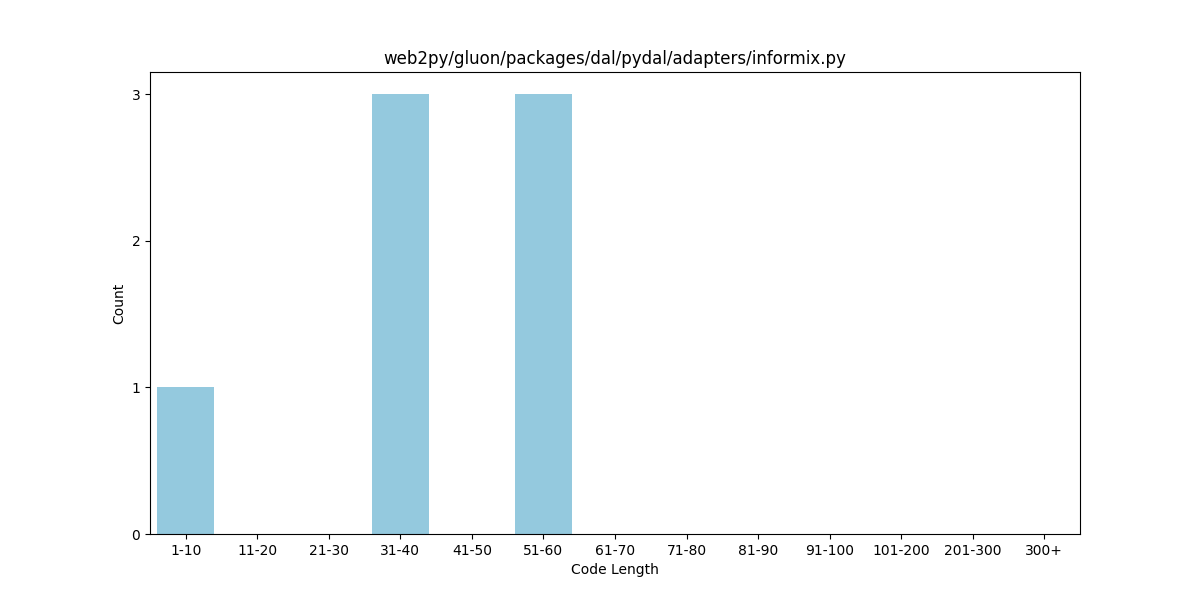 web2py/gluon/packages/dal/pydal/adapters/informix.py
Count
3
2
1
0
1-10 11-20 21-30 31-40 41-50 51-60 61-70 71-80 81-90 91-100 101-200 201-300 300+
Code Length